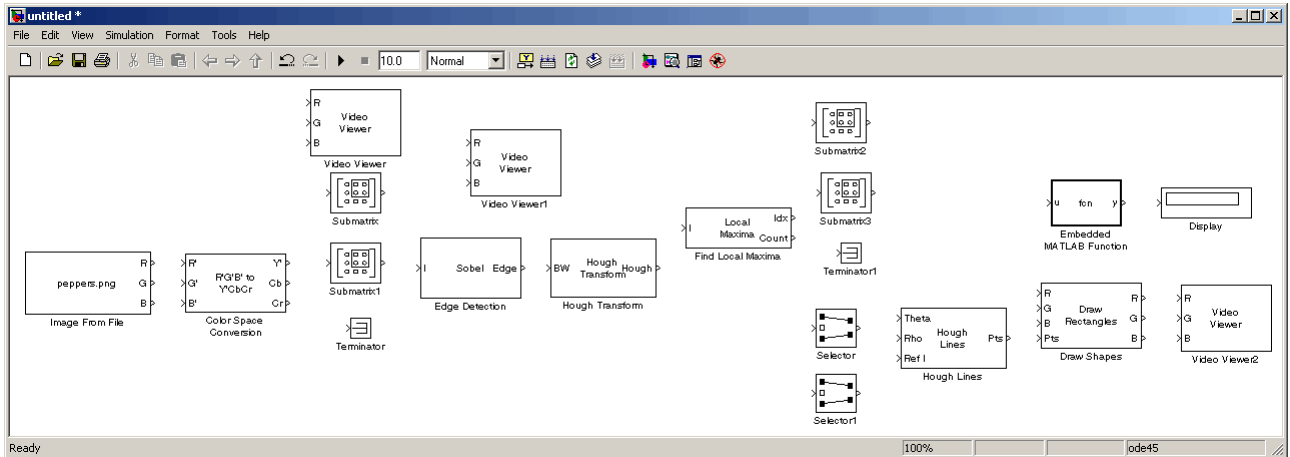 untitled *
File Edit View Simulation Format Tools Help
10.0 Normal
R
G
B
Video
Viewer
Video Viewer
R
G
B
Video
Viewer
Video Viewer1
Submatrix
Submatrix1
Terminator
peppers.png
R
G
B
Image From File
R'
G'
B'
R'G'B' to
Y'CbCr
Y'
Cb
Cr
Color Space
Conversion
I
Sobel
Edge
Edge Detection
BW
Hough
Transform
Hough
Hough Transform
I
Local
Maxima
Idx
Count
Find Local Maxima
Submatrix2
Submatrix3
Terminator1
Selector
Selector1
u
fcn
y
Embedded
MATLAB Function
Display
Theta
Rho
Ref I
Hough
Lines
Pts
Hough Lines
R
G
B
Pts
Draw
Rectangles
R
G
B
Draw Shapes
R
G
B
Video
Viewer
Video Viewer2
Ready
100%
ode45